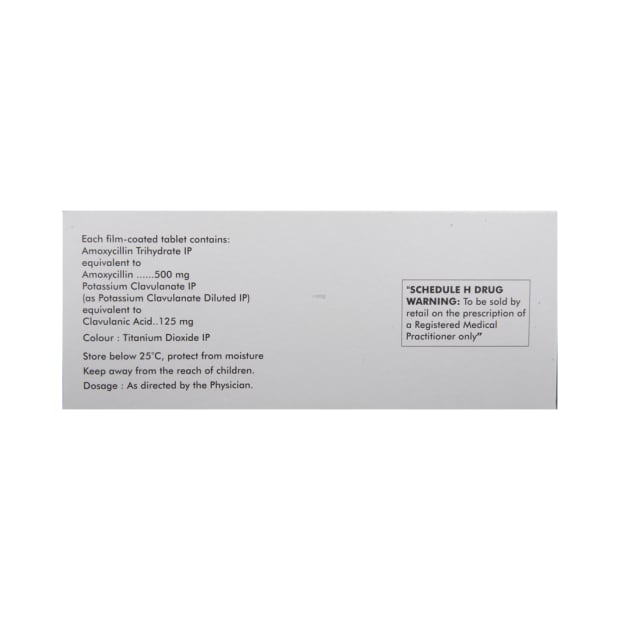 Each film-coated tablet contains:
Amoxycillin Trihydrate IP
equivalent to
Amoxycillin ......500 mg
Potassium Clavulanate IP
(as Potassium Clavulanate Diluted IP)
equivalent to
Clavulanic Acid..125 mg
Colour : Titanium Dioxide IP
Store below 25°C, protect from moisture
Keep away from the reach of children.
Dosage : As directed by the Physician.
"SCHEDULE H DRUG
WARNING: To be sold by
retail on the prescription of
a Registered Medical
Practitioner only"